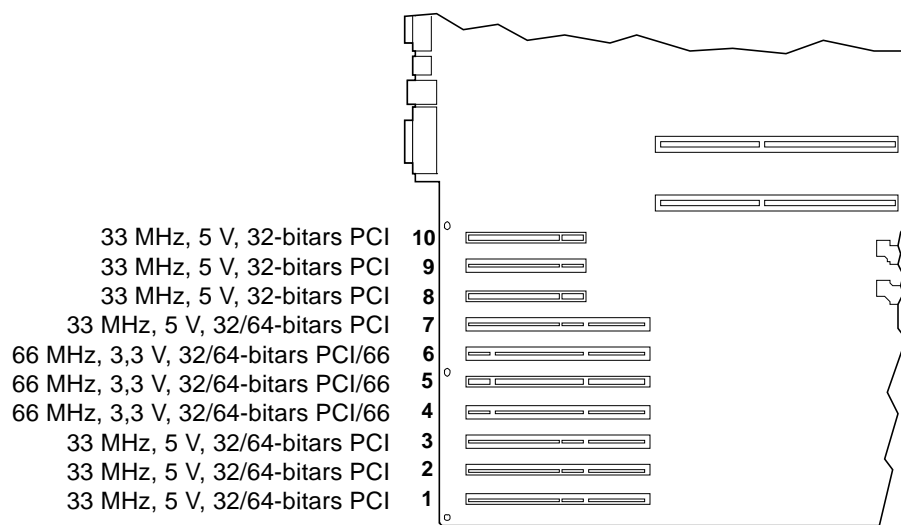 33 MHz, 5 V, 32-bitars PCI 10
33 MHz, 5 V, 32-bitars PCI 9
33 MHz, 5 V, 32-bitars PCI 8
33 MHz, 5 V, 32/64-bitars PCI 7
66 MHz, 3,3 V, 32/64-bitars PCI/66 6
66 MHz, 3,3 V, 32/64-bitars PCI/66 5
66 MHz, 3,3 V, 32/64-bitars PCI/66 4
33 MHz, 5 V, 32/64-bitars PCI 3
33 MHz, 5 V, 32/64-bitars PCI 2
33 MHz, 5 V, 32/64-bitars PCI 1